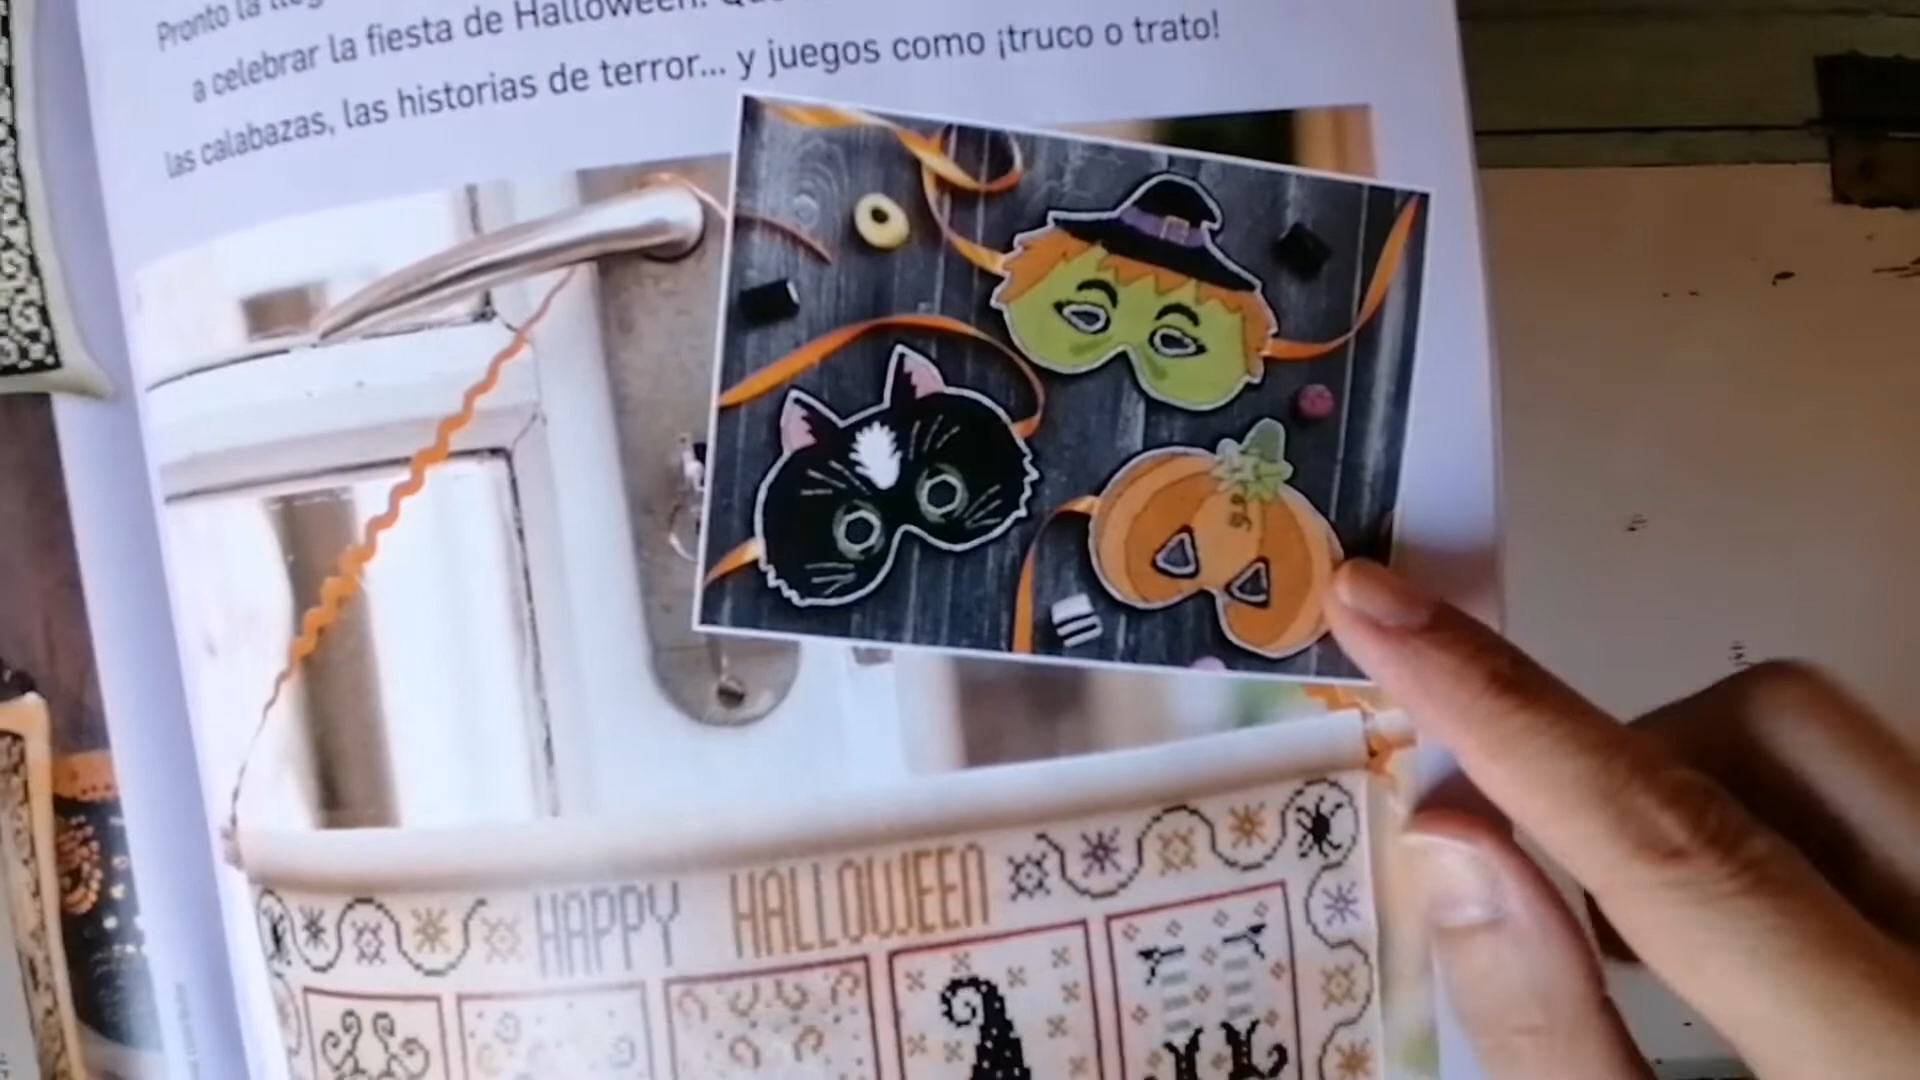 Pronto la
a celebrar la fiesta de Halloween.
las calabazas, las historias de terror... y juegos como ¡truco o trato!
HAPPY HALLOWEEN